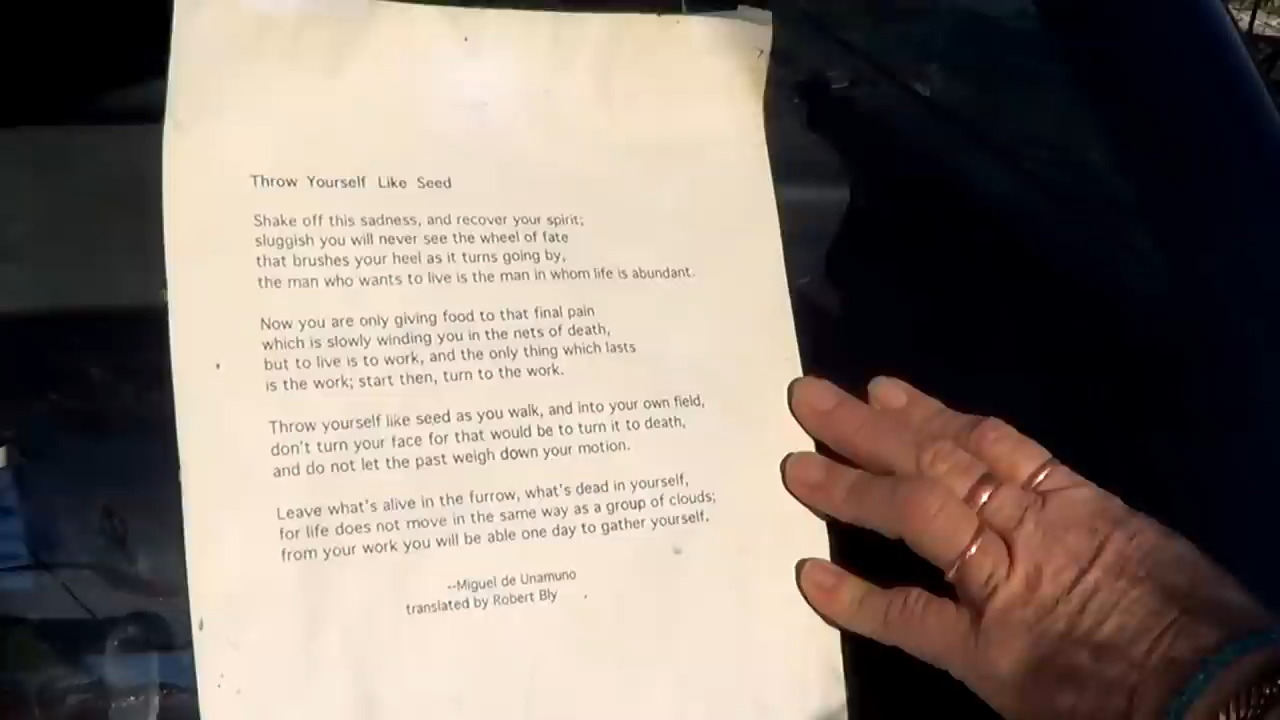 Throw Yourself Like Seed
Shake off this sadness, and recover your spirit;
sluggish you will never see the wheel of fate
that brushes your heel as it turns going by,
the man who wants to live is the man in whom life is abundant.
Now you are only giving food to that final pain
which is slowly winding you in the nets of death,
but to live is to work, and the only thing which lasts
is the work; start then, turn to the work.
Throw yourself like seed as you walk, and into your own field,
don't turn your face for that would be to turn it to death,
and do not let the past weigh down your motion.
Leave what's alive in the furrow, what's dead in yourself,
for life does not move in the same way as a group of clouds;
from your work you will be able one day to gather yourself.
--Miguel de Unamuno
translated by Robert Bly